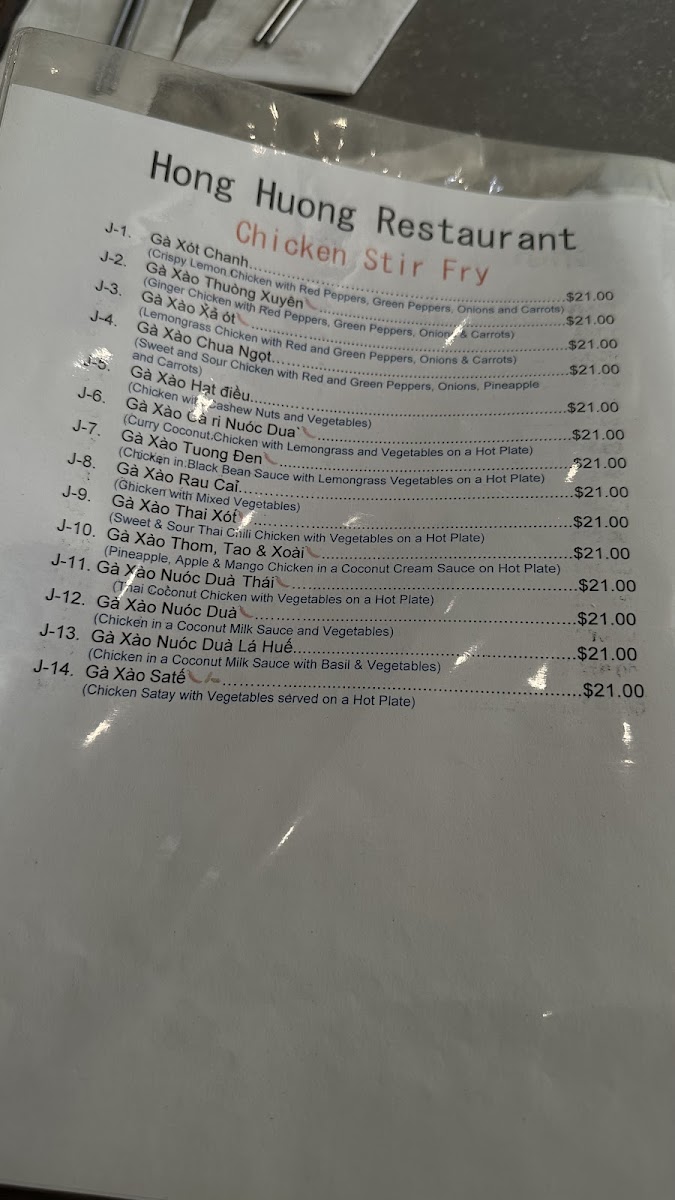 Hong Huong Restaurant
Chicken Stir Fry
J-1. Gà Xót Chanh........................................$21.00
(Crispy Lemon Chicken with Red Peppers, Green Peppers, Onions and Carrots)
J-2. Gà Xào Thuòng Xuyên........................................$21.00
(Ginger Chicken with Red Peppers, Green Peppers, Onions & Carrots)
J-3. Gà Xào Xả ót........................................$21.00
(Lemongrass Chicken with Red and Green Peppers, Onions & Carrots)
J-4. Gà Xào Chua Ngọt........................................$21.00
(Sweet and Sour Chicken with Red and Green Peppers, Onions, Pineapple
and Carrots)
J-5. Gà Xào Hạt điều........................................$21.00
(Chicken with Cashew Nuts and Vegetables)
J-6. Gà Xào Cà ri Nuóc Dua`........................................$21.00
(Curry Coconut Chicken with Lemongrass and Vegetables on a Hot Plate)
J-7. Gà Xào Tuong Đen........................................$21.00
(Chicken in Black Bean Sauce with Lemongrass Vegetables on a Hot Plate)
J-8. Gà Xào Rau Cai........................................$21.00
(Chicken with Mixed Vegetables)
J-9. Gà Xào Thai Xót........................................$21.00
(Sweet & Sour Thai Chili Chicken with Vegetables on a Hot Plate)
J-10. Gà Xào Thom, Tao & Xoài........................................$21.00
(Pineapple, Apple & Mango Chicken in a Coconut Cream Sauce on Hot Plate)
J-11. Gà Xào Nuóc Duà Thái........................................$21.00
(Thai Coconut Chicken with Vegetables on a Hot Plate)
J-12. Gà Xào Nuóc Duà........................................$21.00
(Chicken in a Coconut Milk Sauce and Vegetables)
J-13. Gà Xào Nuóc Duà Lá Huế........................................$21.00
(Chicken in a Coconut Milk Sauce with Basil & Vegetables)
J-14. Gà Xào Saté........................................$21.00
(Chicken Satay with Vegetables served on a Hot Plate)